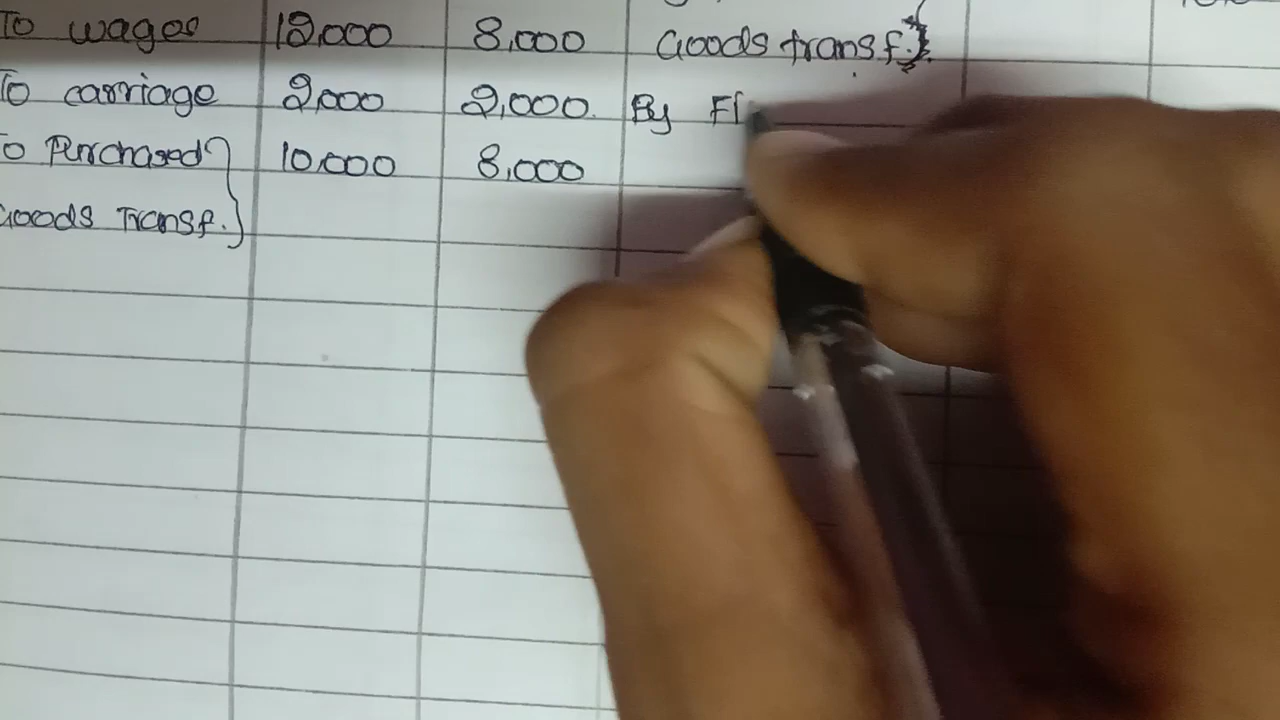 To wages 12,000 8,000 Goods transf.}
To carriage 2,000 2,000. By F
To Purchased} 10,000 8,000
Goods Transf.}